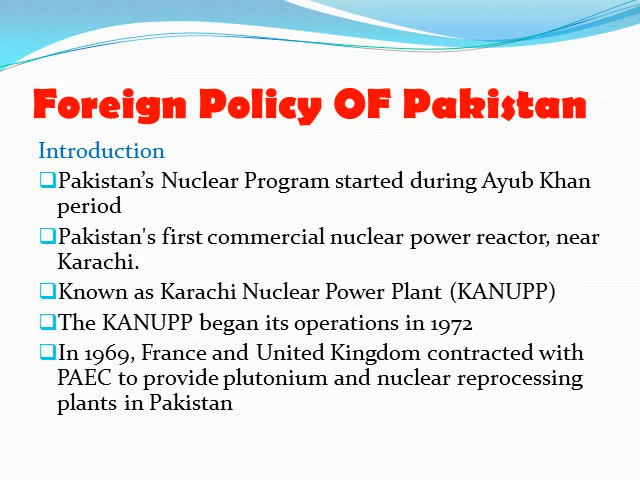 Foreign Policy OF Pakistan
Introduction
❑Pakistan’s Nuclear Program started during Ayub Khan
period
❑Pakistan's first commercial nuclear power reactor, near
Karachi.
❑Known as Karachi Nuclear Power Plant (KANUPP)
❑The KANUPP began its operations in 1972
❑In 1969, France and United Kingdom contracted with
PAEC to provide plutonium and nuclear reprocessing
plants in Pakistan